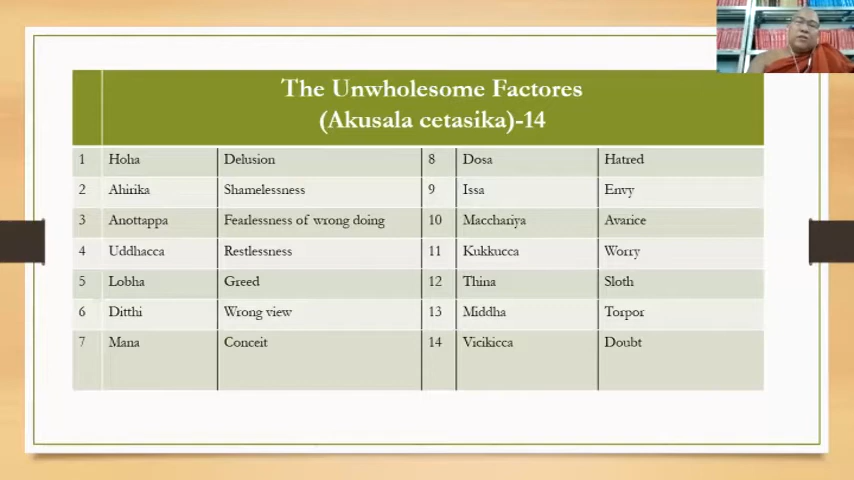 The Unwholesome Factores
(Akusala cetasika)-14
1 Hoha Delusion 8 Dosa Hatred
2 Ahirika Shamelessness 9 Issa Envy
3 Anottappa Fearlessness of wrong doing 10 Macchariya Avarice
4 Uddhacca Restlessness 11 Kukkucca Worry
5 Lobha Greed 12 Thina Sloth
6 Ditthi Wrong view 13 Middha Torpor
7 Mana Conceit 14 Vicikicca Doubt